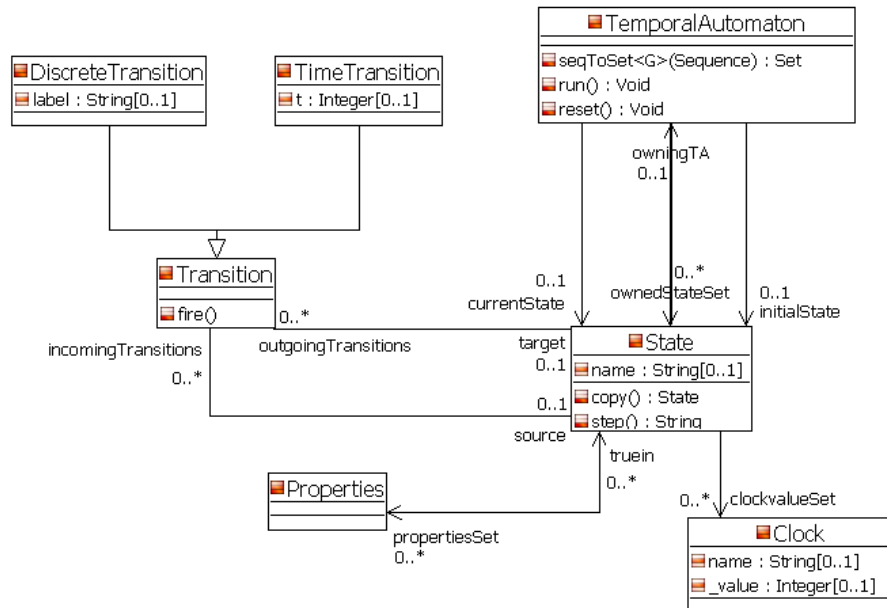 TemporalAutomaton
seqToSet<G>(Sequence) : Set
run() : Void
reset() : Void
DiscreteTransition
label : String[0..1]
TimeTransition
t : Integer[0..1]
owningTA
0..1
0..1
currentState
0..*
ownedStateSet
0..1
initialState
Transition
fire()
0..*
outgoingTransitions
incomingTransitions
0..*
target
0..1
0..1
source
State
name : String[0..1]
copy() : State
step() : String
truein
0..*
Properties
propertiesSet
0..*
0..*
clockvalueSet
Clock
name : String[0..1]
_value : Integer[0..1]